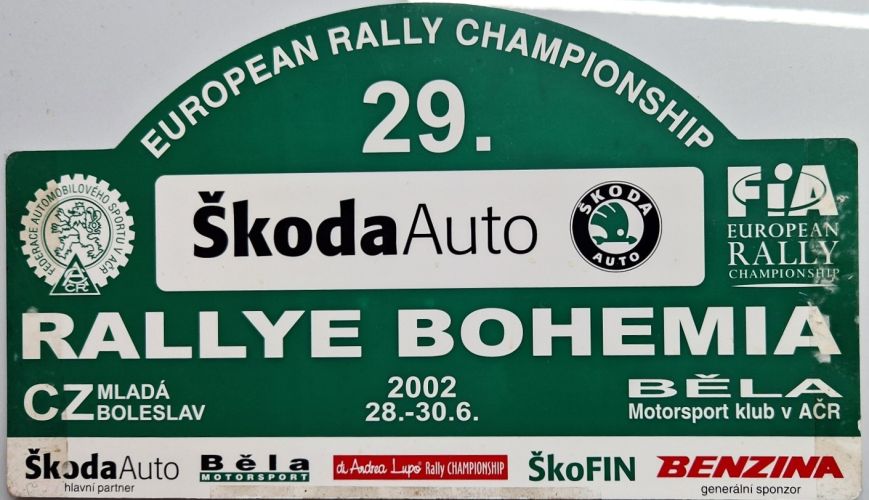 EUROPEAN RALLY CHAMPIONSHIP
29.
FEDERACE AUTOMOBILOVÉHO SPORTU V AČR
AČR
ŠkodaAuto
ŠKODA
AUTO
FiA
EUROPEAN
RALLY
CHAMPIONSHIP
RALLYE BOHEMIA
CZ MLADÁ
BOLESLAV
2002
28.-30.6.
BĚLA
Motorsport klub v AČR
ŠkodaAuto
hlavní partner
Běla
MOTORSPORT
di Andrea Lupo Rally CHAMPIONSHIP
ŠkoFIN
BENZINA
generální sponzor